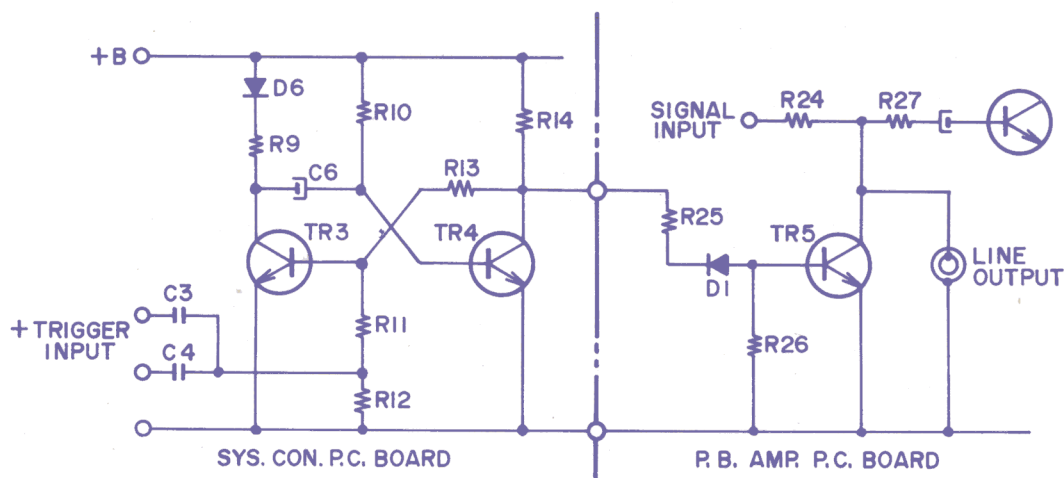 +B
D6
R10
R14
R9
C6
R13
TR3
TR4
C3
+ TRIGGER
INPUT
C4
R11
R12
SYS. CON. P.C. BOARD
SIGNAL
INPUT
R24
R27
R25
TR5
D1
LINE
OUTPUT
R26
P. B. AMP. P.C. BOARD